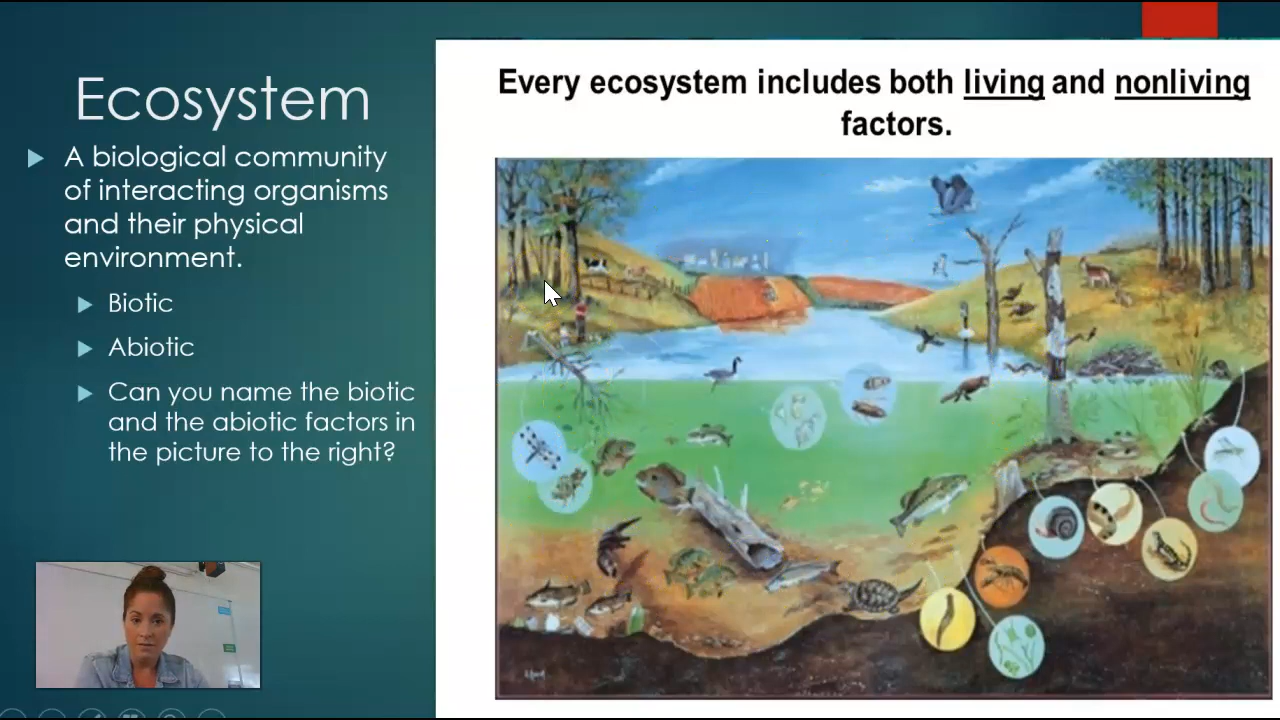 Ecosystem
A biological community
of interacting organisms
and their physical
environment.
Biotic
Abiotic
Can you name the biotic
and the abiotic factors in
the picture to the right?
Every ecosystem includes both living and nonliving
factors.